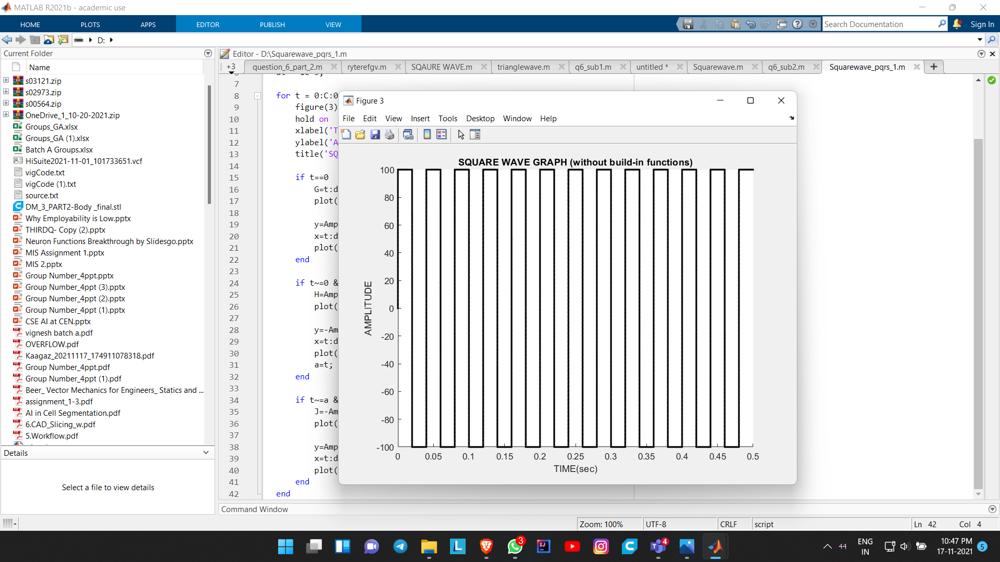 MATLAB R2021b - academic use
HOME PLOTS APPS EDITOR PUBLISH VIEW Search Documentation Sign In
D:
Current Folder
Name
s03121.zip
s02973.zip
s00564.zip
OneDrive_1_10-20-2021.zip
Groups_GA.xlsx
Groups_GA (1).xlsx
Batch A Groups.xlsx
HiSuite2021-11-01_101733651.vcf
vigCode.txt
vigCode (1).txt
source.txt
DM_3_PART2-Body _final.stl
Why Employability is Low.pptx
THIRDQ- Copy (2).pptx
Neuron Functions Breakthrough by Slidesgo.pptx
MIS Assignment 1.pptx
MIS 2.pptx
Group Number_4ppt.pptx
Group Number_4ppt (3).pptx
Group Number_4ppt (2).pptx
Group Number_4ppt (1).pptx
CSE AI at CEN.pptx
vignesh batch a.pdf
OVERFLOW.pdf
Kaagaz_20211117_174911078318.pdf
Group Number_4ppt.pdf
Group Number_4ppt (1).pdf
Beer_ Vector Mechanics for Engineers_ Statics and ...
assignment_1-3.pdf
AI in Cell Segmentation.pdf
6.CAD_Slicing_w.pdf
5.Workflow.pdf
Details
Select a file to view details
Editor - D:\Squarewave_pqrs_1.m
+3 question_6_part_2.m ryterefgv.m SQAURE WAVE.m trianglewave.m q6_sub1.m untitled * Squarewave.m q6_sub2.m Squarewave_pqrs_1.m
7
8 for t = 0:C:0
9 figure(3)
10 hold on
11 xlabel('T
12 ylabel('A
13 title('SQ
14
15 if t==0
16 G=t:d
17 plot(
18
19 y=Amp
20 x=t:d
21 plot(
22 end
23
24 if t~=0 &
25 H=Amp
26 plot(
27
28 y=-Am
29 x=t:d
30 plot(
31 a=t;
32 end
33
34 if t~=a &
35 J=-Am
36 plot(
37
38 y=Amp
39 x=t:d
40 plot(
41 end
42 end
Figure 3
File Edit View Insert Tools Desktop Window Help
SQUARE WAVE GRAPH (without build-in functions)
100
80
60
40
20
0
-20
-40
-60
-80
-100
AMPLITUDE
0 0.05 0.1 0.15 0.2 0.25 0.3 0.35 0.4 0.45 0.5
TIME(sec)
Command Window
Zoom: 100% UTF-8 CRLF script Ln 42 Col 4
3
4
44
ENG
IN
10:47 PM
17-11-2021
5